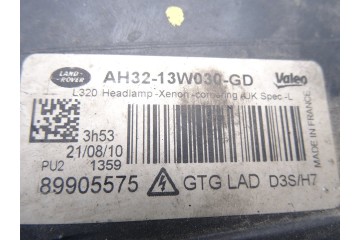 LAND ROVER AH32-13W030-GD Valeo
L320 Headlamp -Xenon -cornering -UK Spec -L
3h53
21/08/10
PU2 1359
89905575 GTG LAD D3S/H7
MADE IN FRANCE